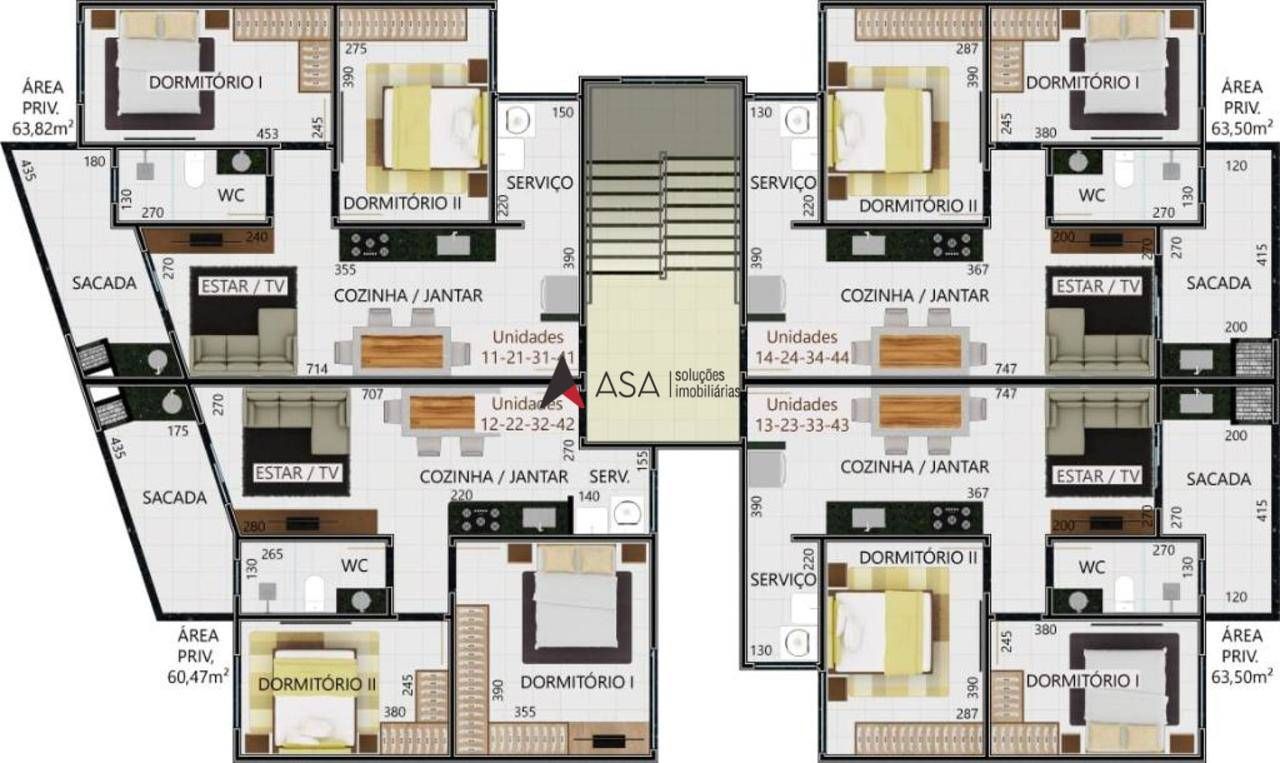 ÁREA
PRIV.
63,82m²
DORMITÓRIO I
453
245
275
390
DORMITÓRIO II
150
SERVIÇO
220
435
180
130
WC
270
SACADA
270
240
ESTAR / TV
355
COZINHA / JANTAR
390
714
Unidades
11-21-31-41
130
SERVIÇO
220
287
390
DORMITÓRIO II
DORMITÓRIO I
245
380
ÁREA
PRIV.
63,50m²
120
WC
130
270
390
367
COZINHA / JANTAR
200
270
ESTAR / TV
270
415
SACADA
200
Unidades
14-24-34-44
747
ASA
soluções
imobiliárias
707
270
175
435
SACADA
ESTAR / TV
280
Unidades
12-22-32-42
270
COZINHA / JANTAR
220
SERV.
155
140
265
130
WC
ÁREA
PRIV,
60,47m²
DORMITÓRIO II
245
380
DORMITÓRIO I
390
355
Unidades
13-23-33-43
747
COZINHA / JANTAR
367
390
ESTAR / TV
200
270
200
SACADA
270
415
220
SERVIÇO
130
DORMITÓRIO II
390
287
WC
270
130
120
380
245
DORMITÓRIO I
ÁREA
PRIV.
63,50m²